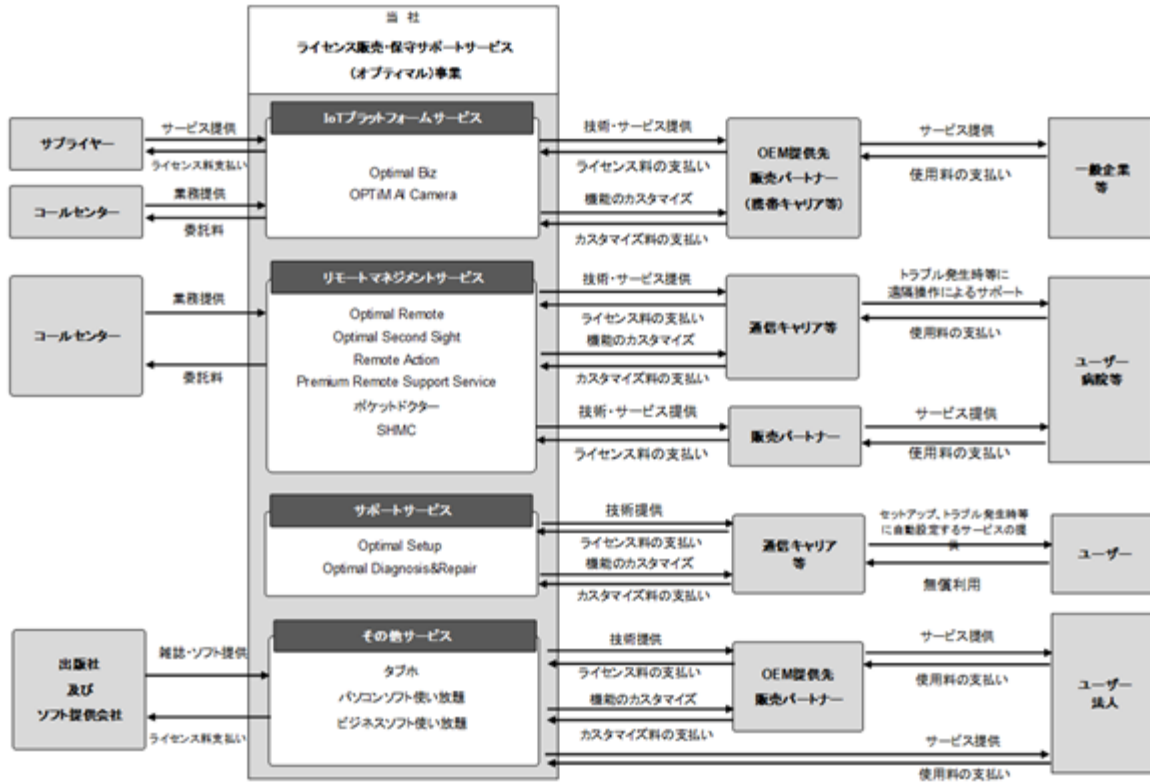 当 社
ライセンス販売・保守サポートサービス
(オプティマル)事業
IoTプラットフォームサービス
サプライヤー
サービス提供
ライセンス料支払い
コールセンター
業務提供
委託料
Optimal Biz
OPTiM AI Camera
技術・サービス提供
ライセンス料の支払い
機能のカスタマイズ
カスタマイズ料の支払い
OEM提供先
販売パートナー
(携帯キャリア等)
サービス提供
使用料の支払い
一般企業
等
リモートマネジメントサービス
コールセンター
業務提供
委託料
Optimal Remote
Optimal Second Sight
Remote Action
Premium Remote Support Service
ポケットドクター
SHMC
技術・サービス提供
ライセンス料の支払い
機能のカスタマイズ
カスタマイズ料の支払い
通信キャリア等
トラブル発生時等に
遠隔操作によるサポート
使用料の支払い
技術・サービス提供
ライセンス料の支払い
販売パートナー
サービス提供
使用料の支払い
ユーザー
病院等
サポートサービス
Optimal Setup
Optimal Diagnosis&Repair
技術提供
ライセンス料の支払い
機能のカスタマイズ
カスタマイズ料の支払い
通信キャリア
等
セットアップ、トラブル発生時等
に自動設定するサービスの提
供
無償利用
ユーザー
その他サービス
出版社
及び
ソフト提供会社
雑誌・ソフト提供
ライセンス料支払い
タブホ
パソコンソフト使い放題
ビジネスソフト使い放題
技術提供
ライセンス料の支払い
機能のカスタマイズ
カスタマイズ料の支払い
OEM提供先
販売パートナー
サービス提供
使用料の支払い
ユーザー
法人
サービス提供
使用料の支払い